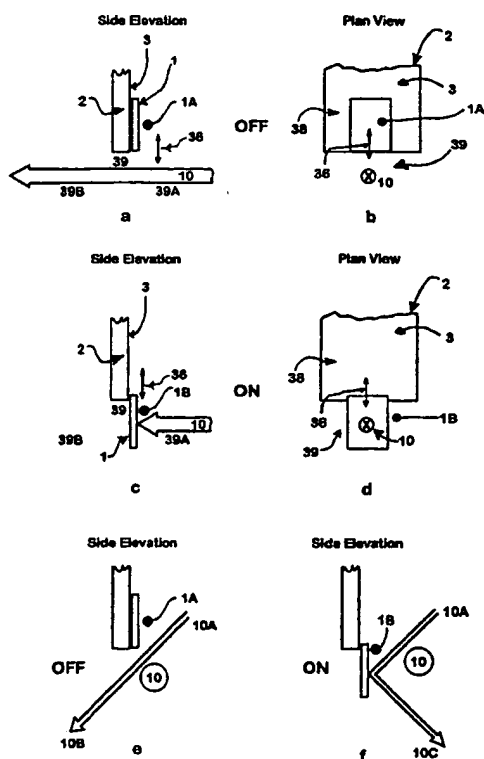 Side Elevation
3
1
2
1A
36
39
10
39B
39A
a
OFF
Plan View
2
3
1A
38
39
36
10
b
Side Elevation
3
2
36
1B
39
10
39B
39A
1
c
ON
Plan View
2
3
38
36
1B
39
10
d
Side Elevation
1A
10A
OFF
10
10B
e
Side Elevation
1B
10A
ON
10
10C
f